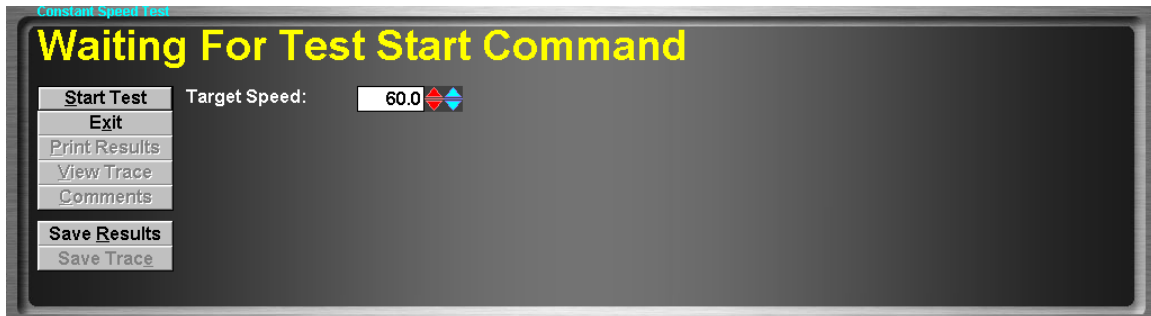 Constant Speed Test
Waiting For Test Start Command
Start Test
Target Speed: 60.0
Exit
Print Results
View Trace
Comments
Save Results
Save Trace